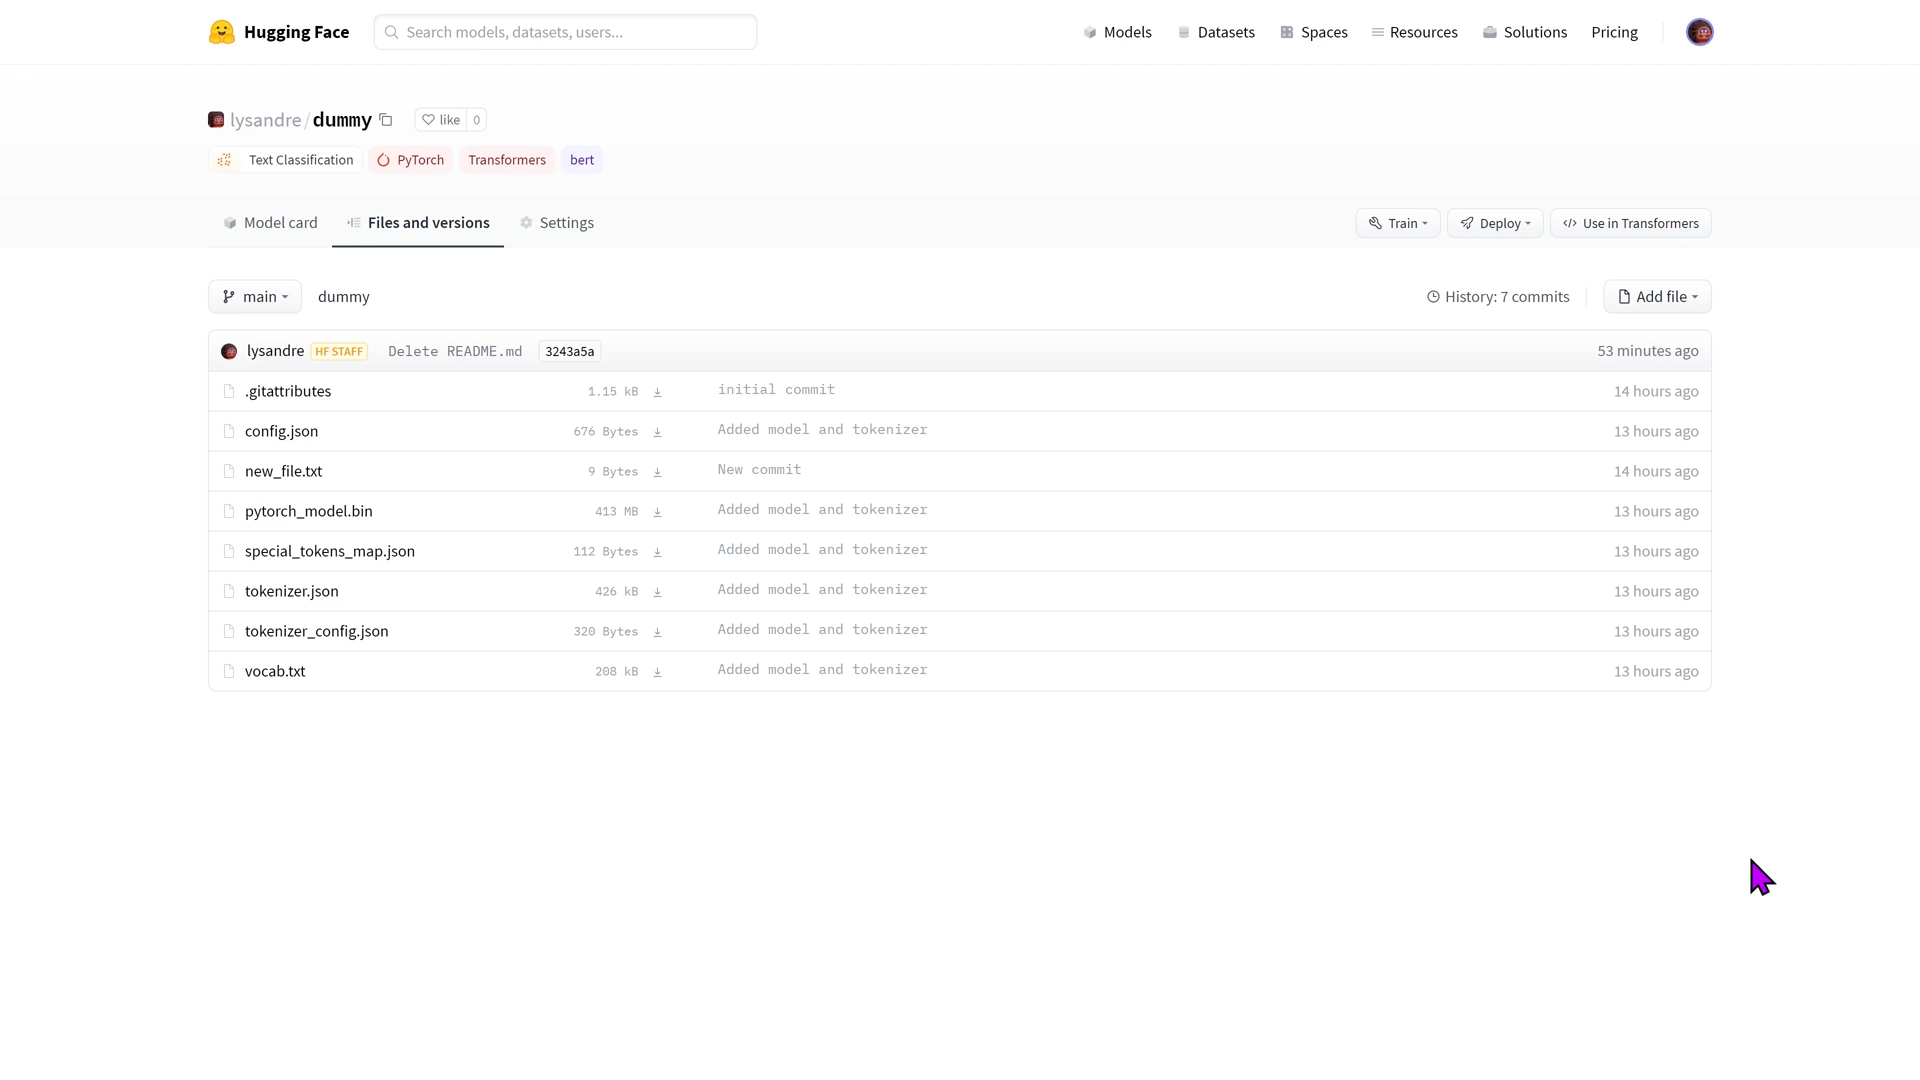 Hugging Face
Search models, datasets, users...
Models
Datasets
Spaces
Resources
Solutions
Pricing
lysandre/dummy
like
0
Text Classification
PyTorch
Transformers
bert
Model card
Files and versions
Settings
Train
Deploy
</> Use in Transformers
main
dummy
History: 7 commits
Add file
lysandre HF STAFF Delete README.md 3243a5a 53 minutes ago
.gitattributes 1.15 kB initial commit 14 hours ago
config.json 676 Bytes Added model and tokenizer 13 hours ago
new_file.txt 9 Bytes New commit 14 hours ago
pytorch_model.bin 413 MB Added model and tokenizer 13 hours ago
special_tokens_map.json 112 Bytes Added model and tokenizer 13 hours ago
tokenizer.json 426 kB Added model and tokenizer 13 hours ago
tokenizer_config.json 320 Bytes Added model and tokenizer 13 hours ago
vocab.txt 208 kB Added model and tokenizer 13 hours ago